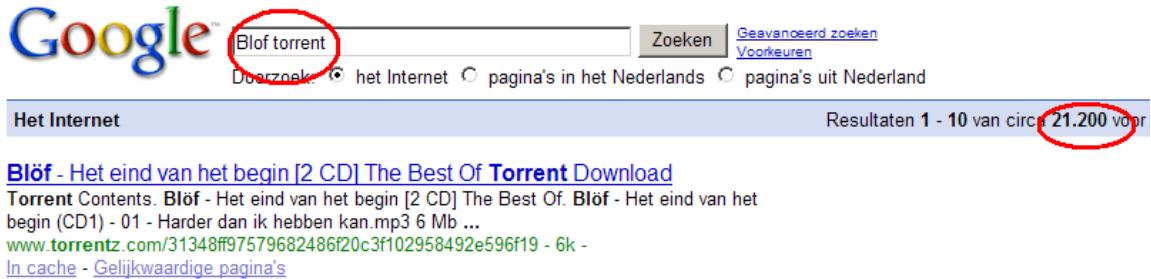 Google™ Blof torrent Zoeken Geavanceerd zoeken
Voorkeuren
Doorzoek: het Internet pagina's in het Nederlands pagina's uit Nederland
Het Internet Resultaten 1 - 10 van circa 21.200 voor
Blöf - Het eind van het begin [2 CD] The Best Of Torrent Download
Torrent Contents. Blöf - Het eind van het begin [2 CD] The Best Of. Blöf - Het eind van het
begin (CD1) - 01 - Harder dan ik hebben kan.mp3 6 Mb ...
www.torrentz.com/31348ff97579682486f20c3f102958492e596f19 - 6k -
In cache - Gelijkwaardige pagina's